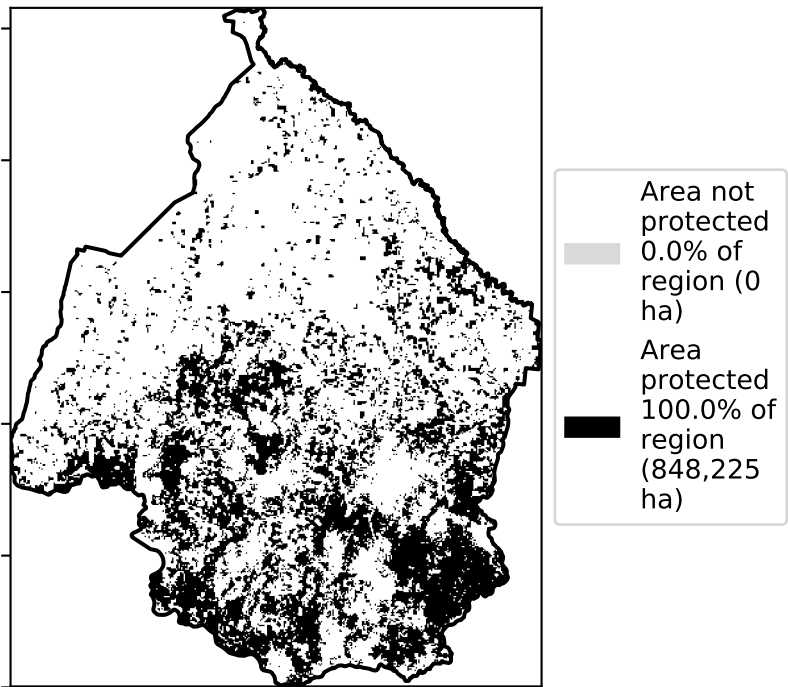 Area not
protected
0.0% of
region (0
ha)
Area
protected
100.0% of
region
(848,225
ha)